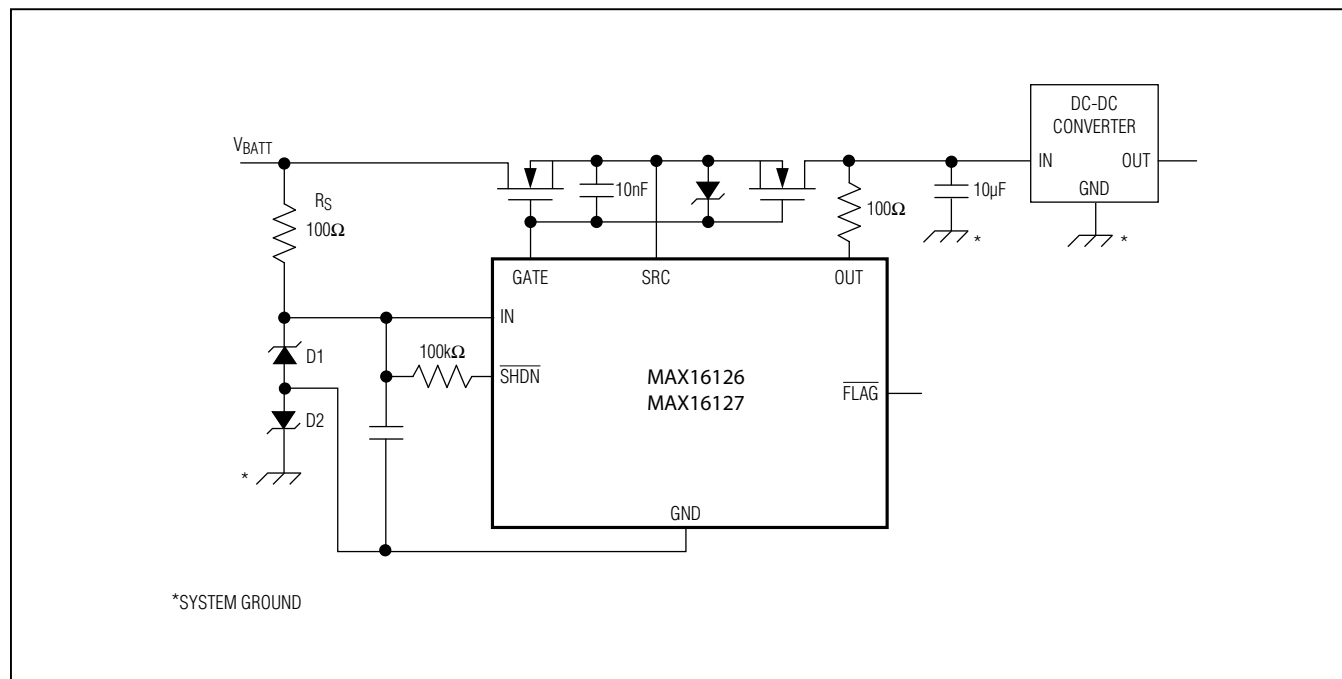 DC-DC
CONVERTER
IN
OUT
GND
*
VBATT
RS
100Ω
10nF
100Ω
10µF
*
GATE
SRC
OUT
IN
D1
100kΩ
SHDN
MAX16126
MAX16127
FLAG
D2
*
GND
*SYSTEM GROUND